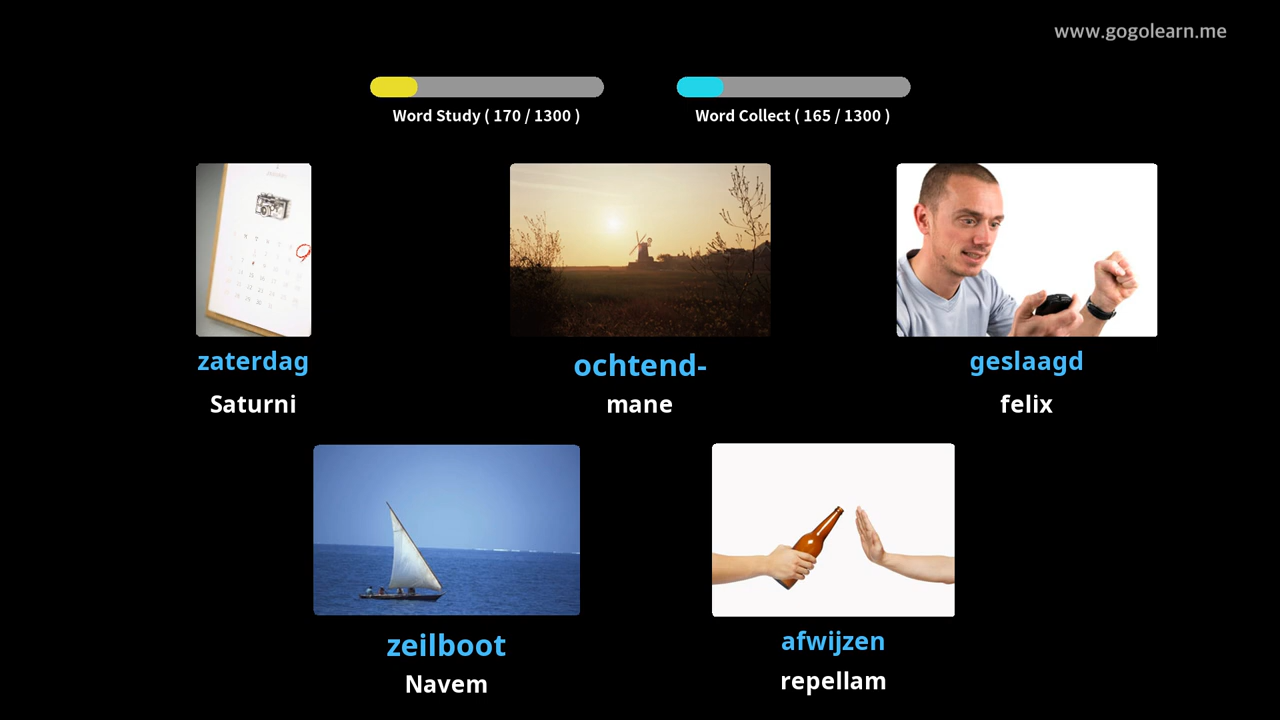 www.gogolearn.me
Word Study ( 170 / 1300 )
Word Collect ( 165 / 1300 )
zaterdag
ochtend-
geslaagd
Saturni
mane
felix
zeilboot
afwijzen
Navem
repellam